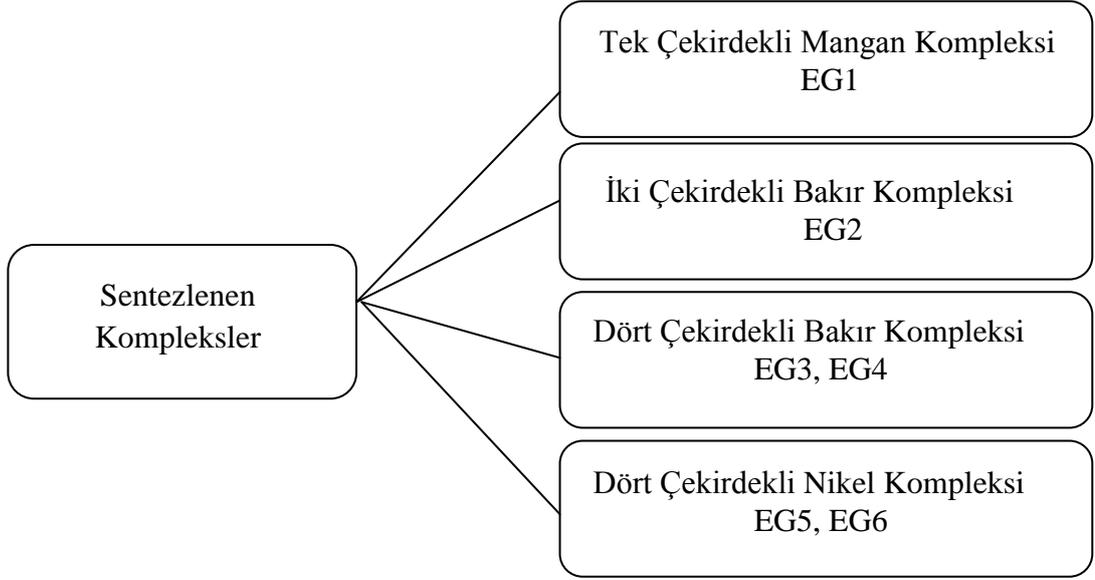 Sentezlenen
Kompleksler
Tek Çekirdekli Mangan Kompleksi
EG1
İki Çekirdekli Bakır Kompleksi
EG2
Dört Çekirdekli Bakır Kompleksi
EG3, EG4
Dört Çekirdekli Nikel Kompleksi
EG5, EG6